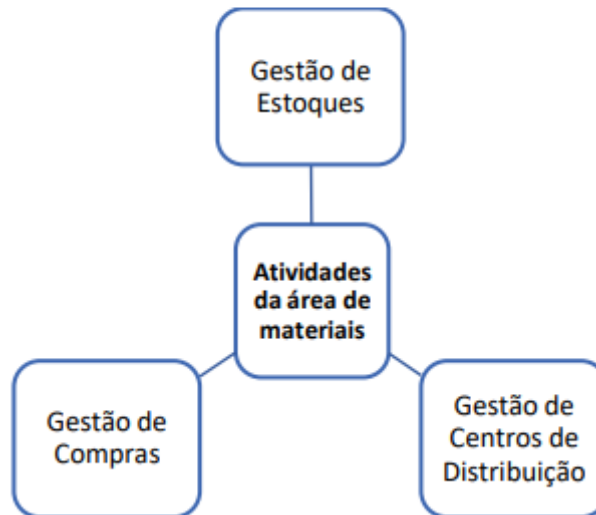 Gestão de
Estoques
Atividades
da área de
materiais
Gestão de
Compras
Gestão de
Centros de
Distribuição